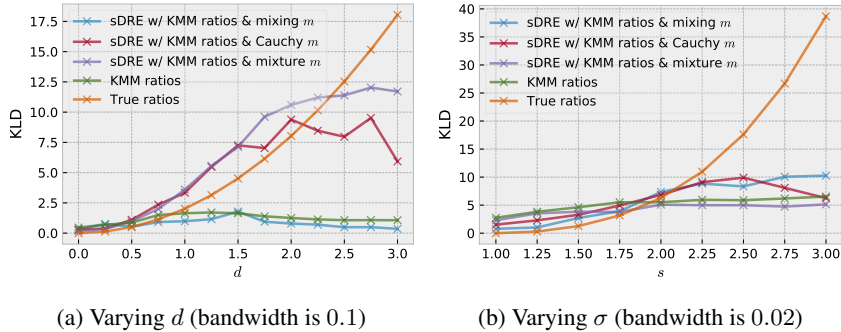 sDRE w/ KMM ratios & mixing m
sDRE w/ KMM ratios & Cauchy m
sDRE w/ KMM ratios & mixture m
KMM ratios
True ratios
17.5
15.0
12.5
10.0
7.5
5.0
2.5
0.0
KLD
0.0 0.5 1.0 1.5 2.0 2.5 3.0
d
(a) Varying d (bandwidth is 0.1)
sDRE w/ KMM ratios & mixing m
sDRE w/ KMM ratios & Cauchy m
sDRE w/ KMM ratios & mixture m
KMM ratios
True ratios
40
35
30
25
20
15
10
5
0
KLD
1.00 1.25 1.50 1.75 2.00 2.25 2.50 2.75 3.00
s
(b) Varying σ (bandwidth is 0.02)